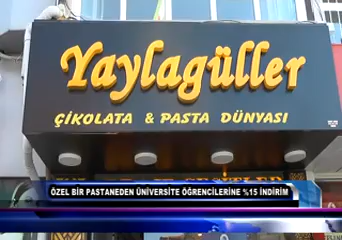 Yaylagüller
ÇİKOLATA & PASTA DÜNYASI
ÖZEL BİR PASTANEDEN ÜNİVERSİTE ÖĞRENCİLERİNE %15 İNDİRİM